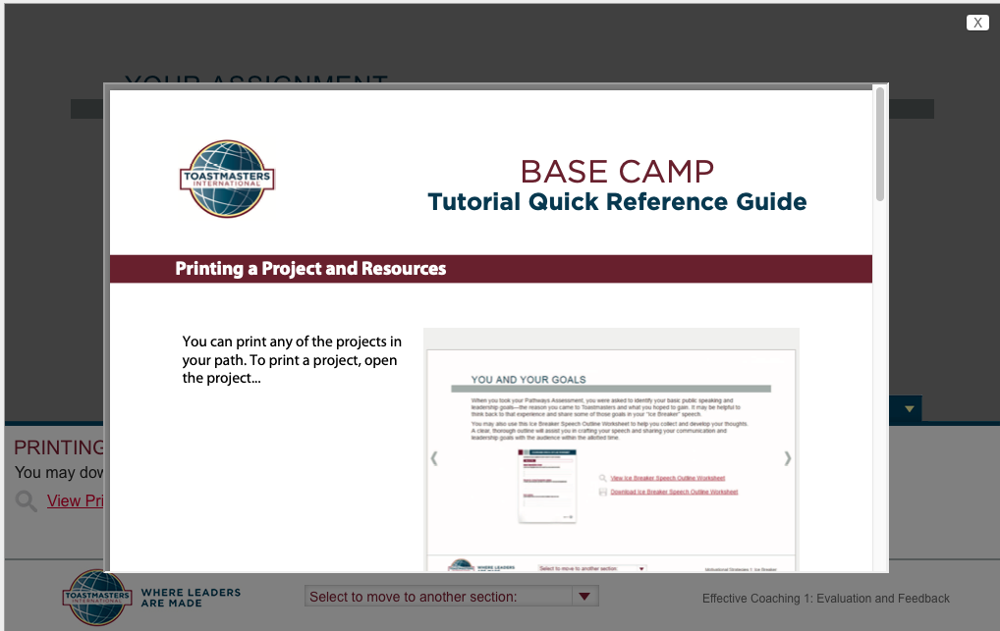 X
YOUR ASSIGNMENT
TOASTMASTERS
INTERNATIONAL
BASE CAMP
Tutorial Quick Reference Guide
Printing a Project and Resources
You can print any of the projects in
your path. To print a project, open
the project...
YOU AND YOUR GOALS
When you took your Pathways Assessment, you were asked to identify your basic public speaking and
leadership goals—the reason you came to Toastmasters and what you hoped to gain. It may be helpful to
think back to that experience and share some of those goals in your "Ice Breaker" speech.
You may also use this Ice Breaker Speech Outline Worksheet to help you collect and develop your thoughts.
A clear, thorough outline will assist you in crafting your speech and sharing your communication and
leadership goals with the audience within the allotted time.
View Ice Breaker Speech Outline Worksheet
Download Ice Breaker Speech Outline Worksheet
WHERE LEADERS
ARE MADE
Select to move to another section:
PRINTING
You may dow
View Pri
TOASTMASTERS
INTERNATIONAL
WHERE LEADERS
ARE MADE
Select to move to another section:
Effective Coaching 1: Evaluation and Feedback